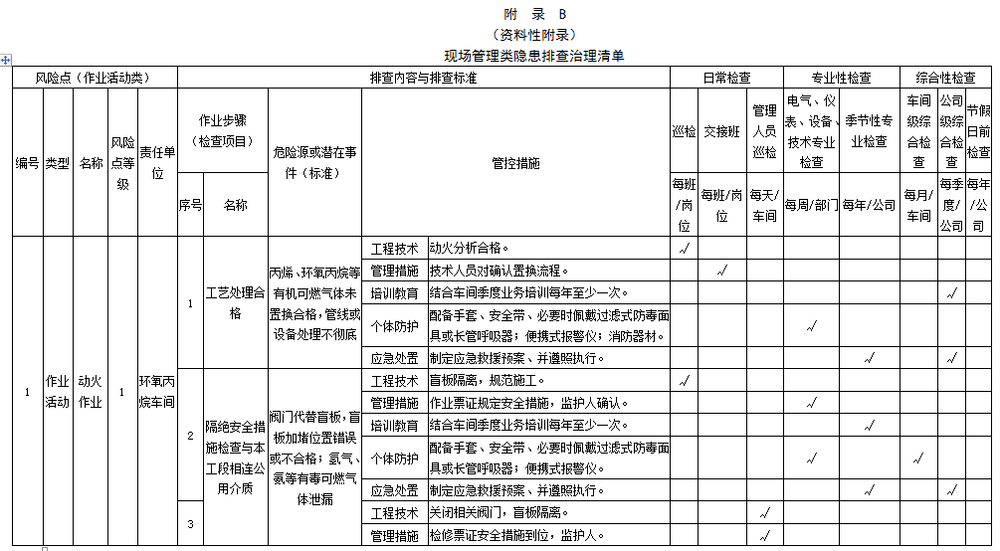 附 录 B
（资料性附录）
现场管理类隐患排查治理清单
风险点（作业活动类） 排查内容与排查标准 日常检查 专业性检查 综合性检查
编号 类型 名称 风险点等级 责任单位 作业步骤（检查项目） 危险源或潜在事件（标准） 管控措施 巡检 交接班 管理人员巡检 电气、仪表、设备、技术专业检查 季节性专业检查 车间级综合检查 公司级综合检查 节假日前检查
序号 名称 每班/岗位 每班/岗位 每天/车间 每周/部门 每年/公司 每月/车间 每季度/公司 每年/公司
1 作业活动 动火作业 1 环氧丙烷车间
1 工艺处理合格 丙烯、环氧丙烷等有机可燃气体未置换合格，管线或设备处理不彻底
工程技术 动火分析合格。 √
管理措施 技术人员对确认置换流程。 √
培训教育 结合车间季度业务培训每年至少一次。 √
个体防护 配备手套、安全带、必要时佩戴过滤式防毒面具或长管呼吸器；便携式报警仪；消防器材。 √
应急处置 制定应急救援预案、并遵照执行。 √ √
2 隔绝安全措施检查与本工段相连公用介质 阀门代替盲板，盲板加堵位置错误或不合格；氢气、氨等有毒可燃气体泄漏
工程技术 盲板隔离，规范施工。 √
管理措施 作业票证规定安全措施，监护人确认。 √
培训教育 结合车间季度业务培训每年至少一次。 √
个体防护 配备手套、安全带、必要时佩戴过滤式防毒面具或长管呼吸器；便携式报警仪。 √ √
应急处置 制定应急救援预案、并遵照执行。 √ √
3 工程技术 关闭相关阀门，盲板隔离。 √
管理措施 检修票证安全措施到位，监护人。 √